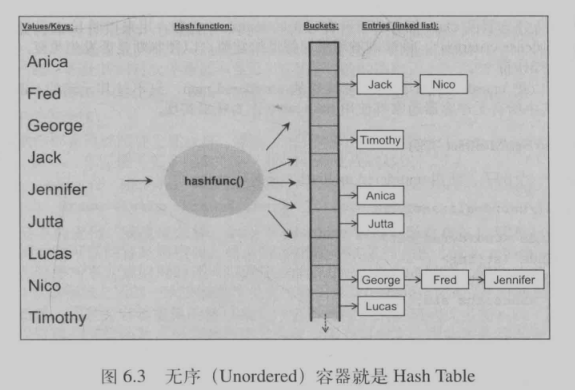 Values/Keys: Hash function: Buckets: Entries (linked list):
Anica
Fred
George
Jack
Jennifer
Jutta
Lucas
Nico
Timothy
hashfunc()
Jack Nico
Timothy
Anica
Jutta
George Fred Jennifer
Lucas
图 6.3 无序（Unordered）容器就是 Hash Table